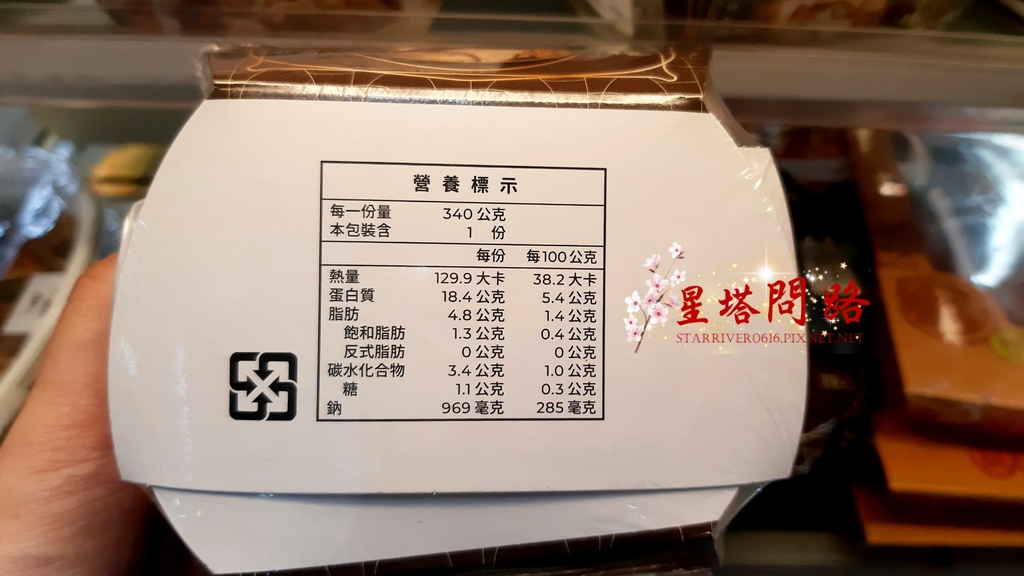 營養標示
每一份量 340 公克
本包裝含 1 份
每份 每100公克
熱量 129.9 大卡 38.2 大卡
蛋白質 18.4 公克 5.4 公克
脂肪 4.8 公克 1.4 公克
飽和脂肪 1.3 公克 0.4 公克
反式脂肪 0 公克 0 公克
碳水化合物 3.4 公克 1.0 公克
糖 1.1 公克 0.3 公克
鈉 969 毫克 285 毫克
星塔問路
STARRIVER0616.PIXNET.NET